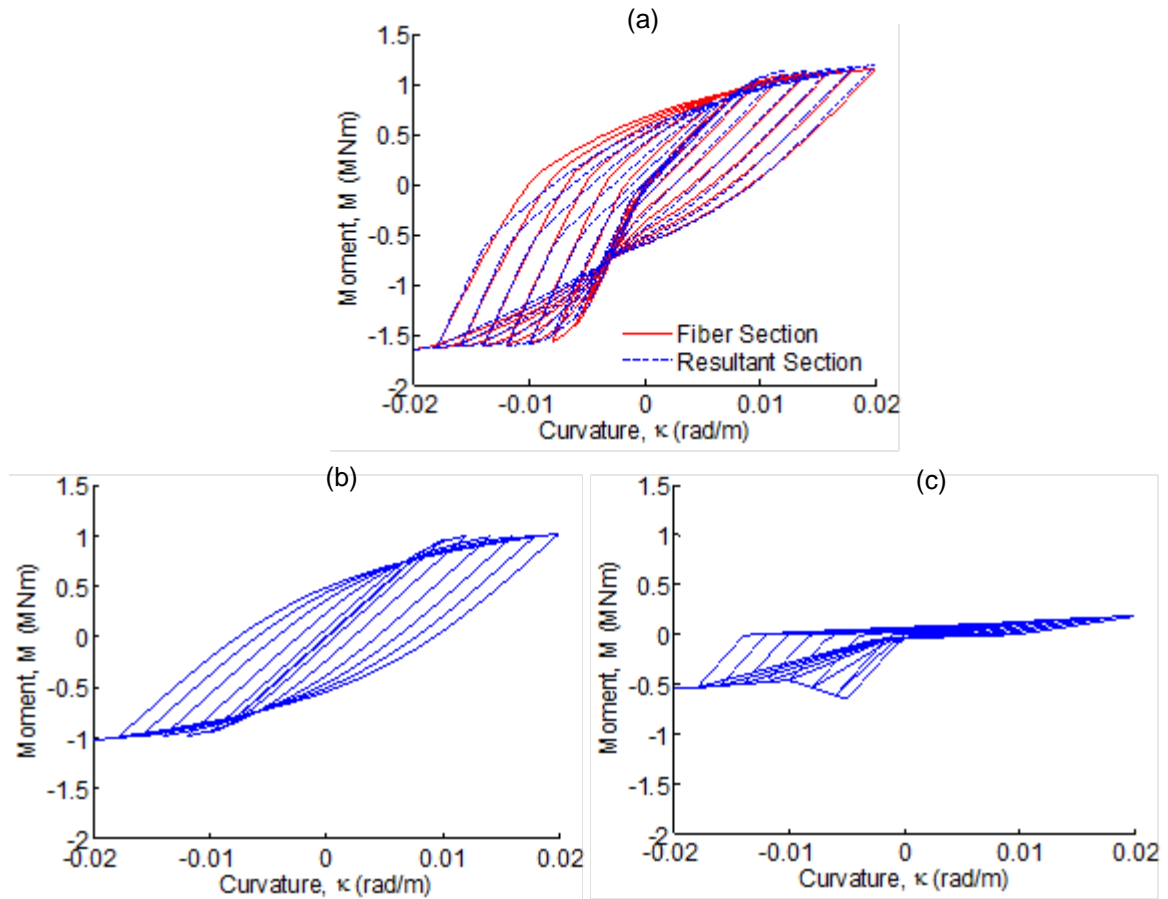 (a)
1.5
1
0.5
0
-0.5
-1
-1.5
-2
Moment, M (MNm)
Fiber Section
Resultant Section
-0.02 -0.01 0 0.01 0.02
Curvature, κ (rad/m)
(b)
1.5
1
0.5
0
-0.5
-1
-1.5
-2
Moment, M (MNm)
-0.02 -0.01 0 0.01 0.02
Curvature, κ (rad/m)
(c)
1.5
1
0.5
0
-0.5
-1
-1.5
-2
Moment, M (MNm)
-0.02 -0.01 0 0.01 0.02
Curvature, κ (rad/m)